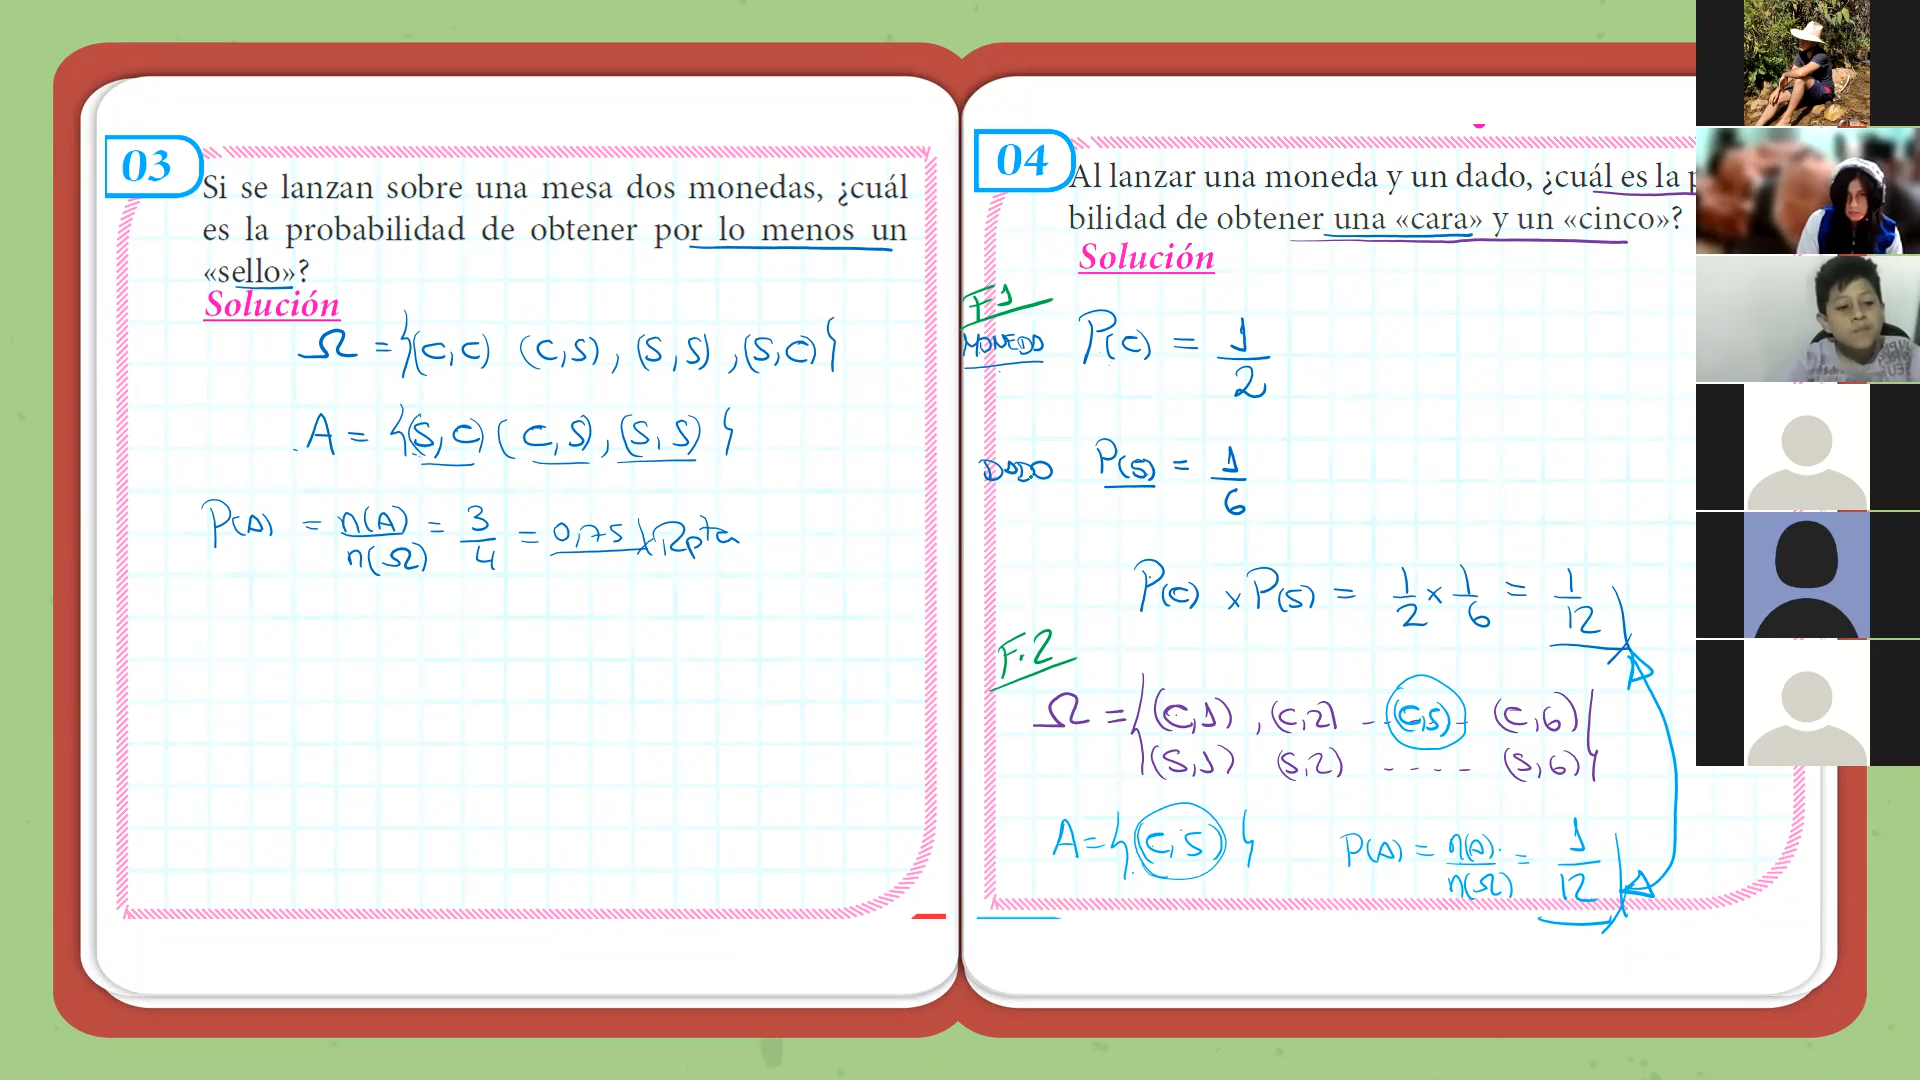 03
Si se lanzan sobre una mesa dos monedas, ¿cuál
es la probabilidad de obtener por lo menos un
«sello»?
Solución
Ω = {(C,C) (C,S), (S,S), (S,C)}
A = {(S,C) (C,S), (S,S)}
P(A) = n(A)/n(Ω) = 3/4 = 0,75 Rpta
04
Al lanzar una moneda y un dado, ¿cuál es la p
bilidad de obtener una «cara» y un «cinco»?
Solución
F1
MONEDA P(C) = 1/2
DADO P(5) = 1/6
P(C) x P(5) = 1/2 x 1/6 = 1/12
F.2
Ω = {(C,1), (C,2) - - (C,5) - (C,6)
(S,1) (S,2) - - - - (S,6)}
A = {(C,5)} P(A) = n(A)/n(Ω) = 1/12